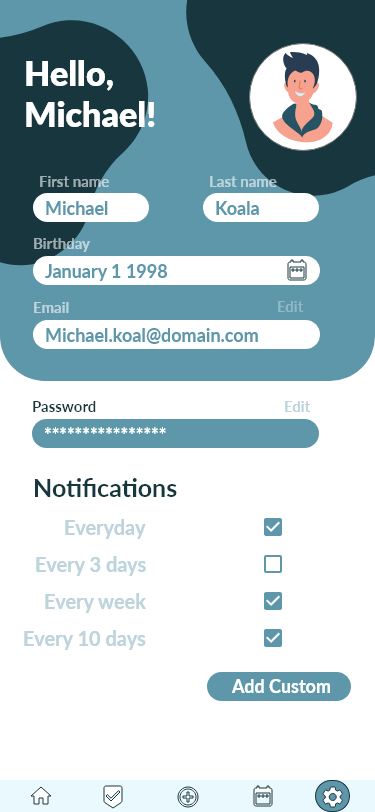 Hello,
Michael!
First name
Last name
Michael
Koala
Birthday
January 1 1998
Email
Edit
Michael.koal@domain.com
Password
Edit
****************
Notifications
Everyday
Every 3 days
Every week
Every 10 days
Add Custom